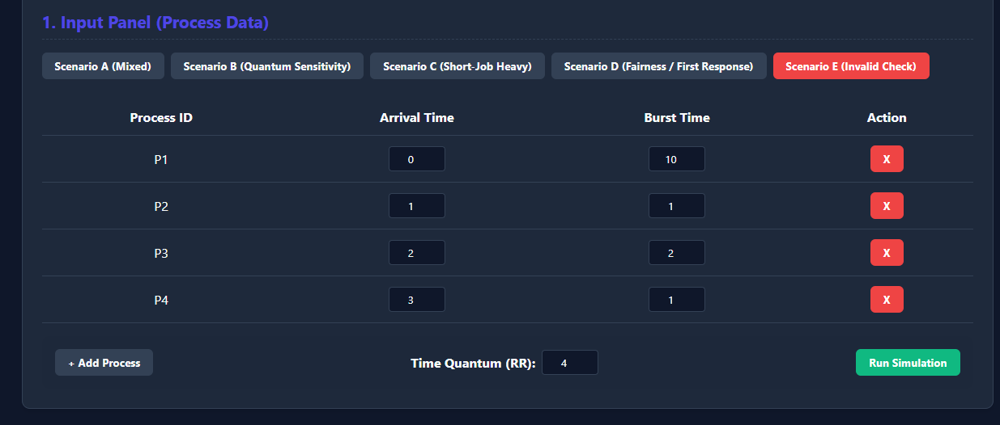 1. Input Panel (Process Data)
Scenario A (Mixed) Scenario B (Quantum Sensitivity) Scenario C (Short-Job Heavy) Scenario D (Fairness / First Response) Scenario E (Invalid Check)
Process ID Arrival Time Burst Time Action
P1 0 10 X
P2 1 1 X
P3 2 2 X
P4 3 1 X
+ Add Process Time Quantum (RR): 4 Run Simulation